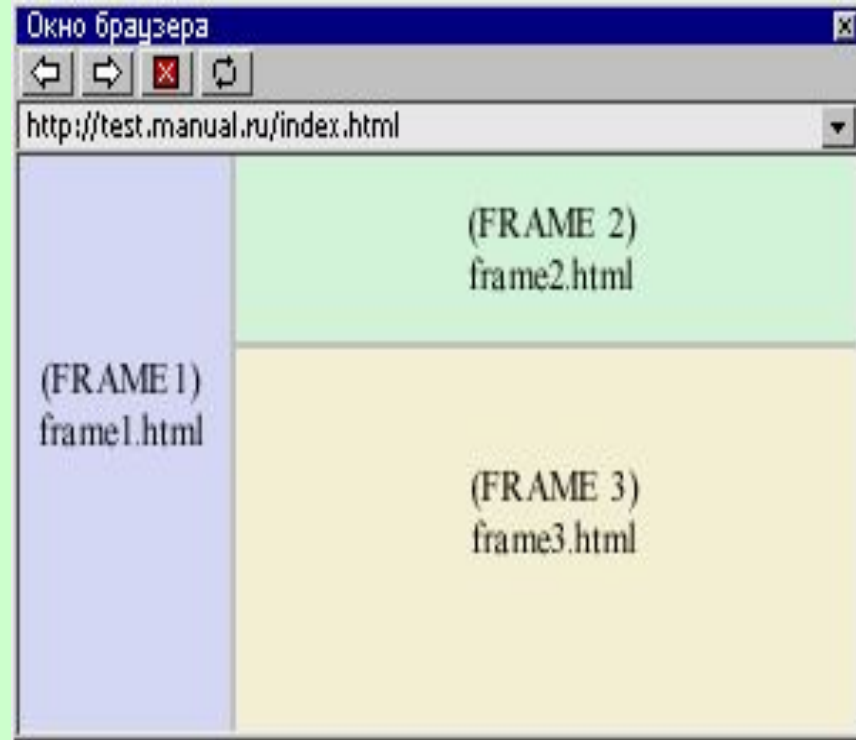 Окно браузера
http://test.manual.ru/index.html
(FRAME 2)
frame2.html
(FRAME1)
frame1.html
(FRAME 3)
frame3.html